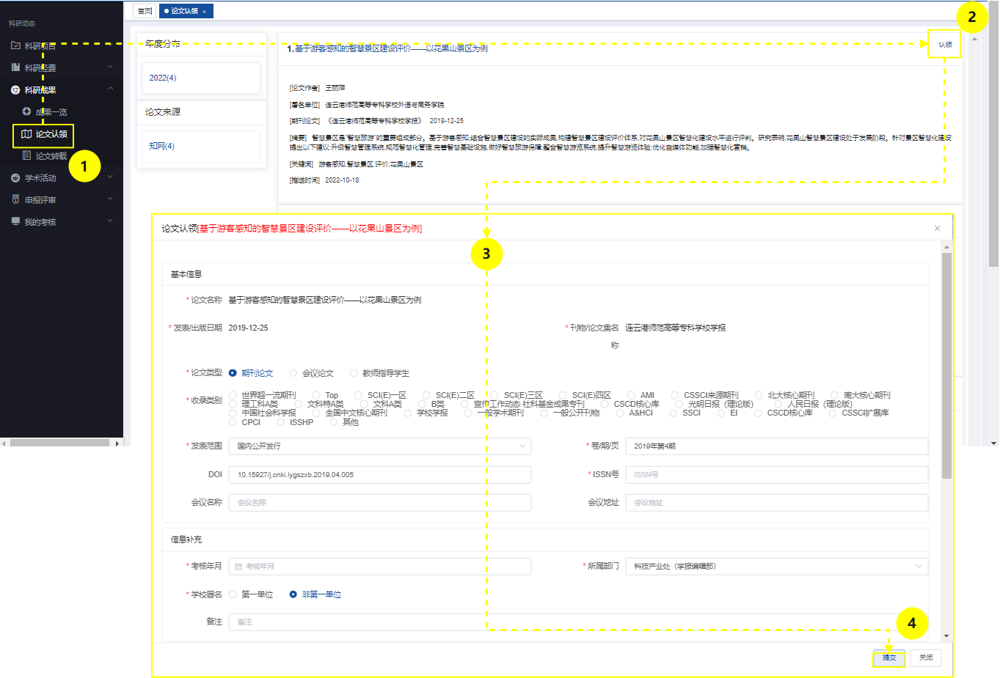 首页
论文认领 ×
科研动态
科研项目
科研经费
科研成果
成果一览
论文认领
论文转载
学术活动
申报评审
我的考核
1
2
年度分布
2022(4)
论文来源
知网(4)
1.基于游客感知的智慧景区建设评价——以花果山景区为例
认领
[论文作者] 王丽萍
[署名单位] 连云港师范高等专科学校外语与商务学院
[期刊论文] 《连云港师范高等专科学校学报》 2019-12-25
[摘要] 智慧景区是"智慧旅游"的重要组成部分。基于游客感知,结合智慧景区建设的实际成果,构建智慧景区建设评价体系,对花果山景区智慧化建设水平进行评判。研究表明,花果山智慧景区建设处于发展阶段。针对景区智慧化建设
提出以下建议:升级智慧管理系统,规范智慧化管理;完善智慧基础设施,做好智慧旅游保障;整合智慧游览系统,提升智慧游览体验;优化自媒体功能,加强智慧化营销。
[关键词] 游客感知,智慧景区,评价,花果山景区
[推送时间] 2022-10-18
论文认领[基于游客感知的智慧景区建设评价——以花果山景区为例]
3
基本信息
* 论文名称 基于游客感知的智慧景区建设评价——以花果山景区为例
* 发表/出版日期 2019-12-25 * 刊物/论文集名 连云港师范高等专科学校学报
称
* 论文类型 期刊论文 会议论文 教师指导学生
* 收录类别 世界超一流期刊 Top SCI(E)一区 SCI(E)二区 SCI(E)三区 SCI(E)四区 AMI CSSCI来源期刊 北大核心期刊 南大核心期刊
理工科A类 文科特A类 文科A类 B类 宣传工作动态·社科基金成果专刊 CSCD核心库 光明日报（理论版） 人民日报（理论版）
中国社会科学报 全国中文核心期刊 学校学报 一般学术期刊 一般公开刊物 A&HCI SSCI EI CSCD核心库 CSSCI扩展库
CPCI ISSHP 其他
* 发表范围 国内公开发行 * 卷/期/页 2019年第4期
DOI 10.15927/j.cnki.lygszxb.2019.04.005 * ISSN号 ISSN号
会议名称 会议名称 会议地址 会议地址
信息补充
* 考核年月 考核年月 * 所属部门 科技产业处（学报编辑部）
* 学校署名 第一单位 非第一单位
备注 备注
4
提交 关闭